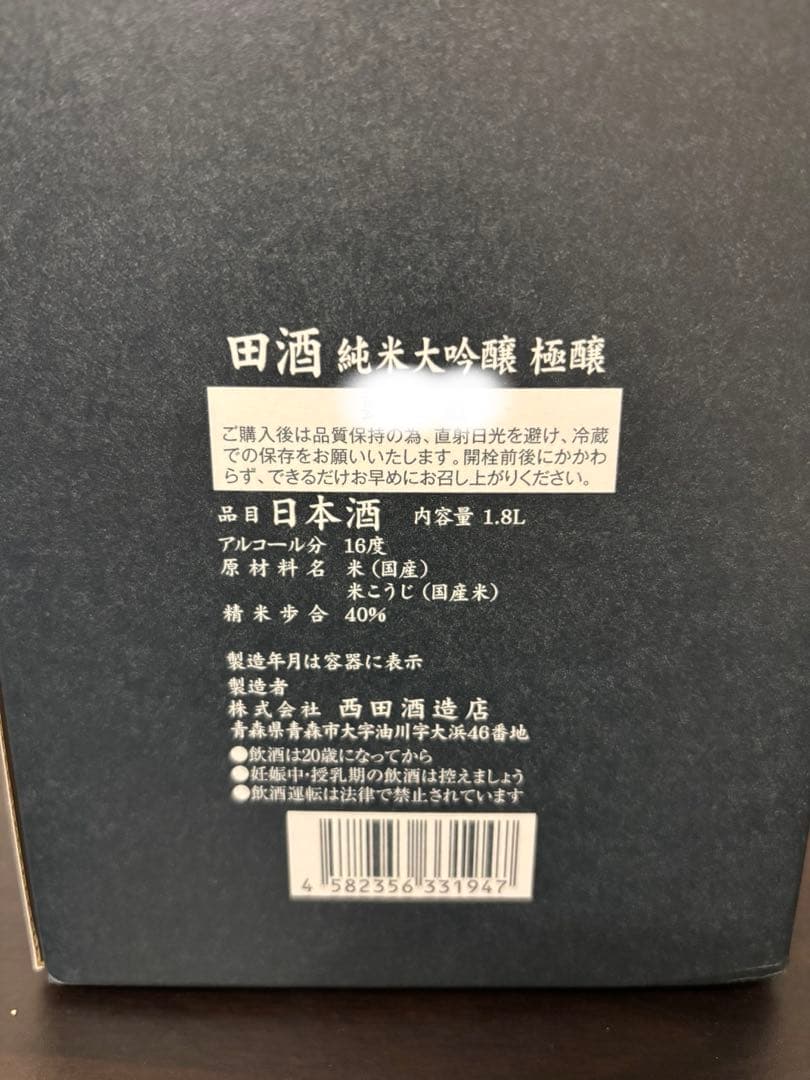 田酒 純米大吟醸 極醸
ご購入後は品質保持の為、直射日光を避け、冷蔵
での保存をお願いいたします。開栓前後にかかわ
らず、できるだけお早めにお召し上がりください。
品目 日本酒 内容量 1.8L
アルコール分 16度
原材料名 米（国産）
米こうじ（国産米）
精米歩合 40%
製造年月は容器に表示
製造者
株式会社 西田酒造店
青森県青森市大字油川字大浜46番地
●飲酒は20歳になってから
●妊娠中・授乳期の飲酒は控えましょう
●飲酒運転は法律で禁止されています
4 582356 331947